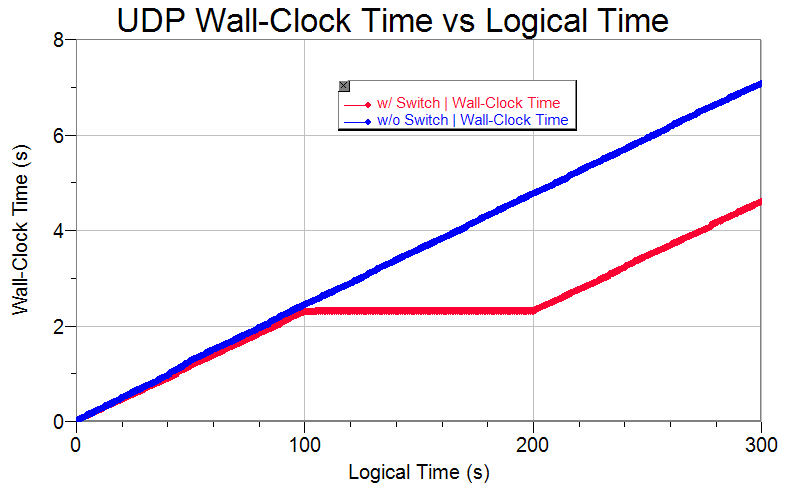 UDP Wall-Clock Time vs Logical Time
8
w/ Switch | Wall-Clock Time
w/o Switch | Wall-Clock Time
6
Wall-Clock Time (s)
4
2
0
0 100 200 300
Logical Time (s)